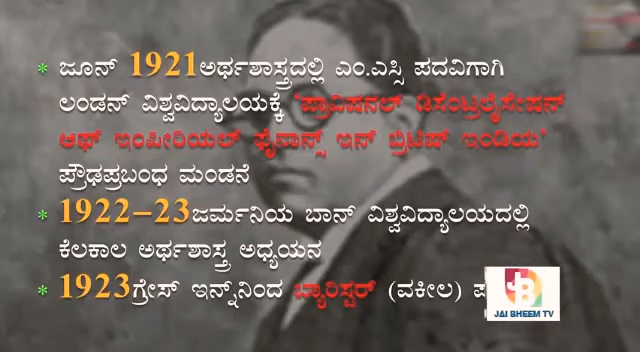 * ಜೂನ್ 1921ಅರ್ಥಶಾಸ್ತ್ರದಲ್ಲಿ ಎಂ.ಎಸ್ಸಿ ಪದವಿಗಾಗಿ
ಲಂಡನ್ ವಿಶ್ವವಿದ್ಯಾಲಯಕ್ಕೆ 'ಪ್ರಾವಿಷನಲ್ ಡಿಸೆಂಟ್ರಲೈಸೇಷನ್
ಆಫ್ ಇಂಪೀರಿಯಲ್ ಫೈನಾನ್ಸ್ ಇನ್ ಬ್ರಿಟಿಷ್ ಇಂಡಿಯ'
ಪ್ರೌಢಪ್ರಬಂಧ ಮಂಡನೆ
* 1922-23ಜರ್ಮನಿಯ ಬಾನ್ ವಿಶ್ವವಿದ್ಯಾಲಯದಲ್ಲಿ
ಕೆಲಕಾಲ ಅರ್ಥಶಾಸ್ತ್ರ ಅಧ್ಯಯನ
* 1923ಗ್ರೇಸ್ ಇನ್ನ್‌ನಿಂದ ಬ್ಯಾರಿಸ್ಟರ್ (ವಕೀಲ)
JAI BHEEM TV